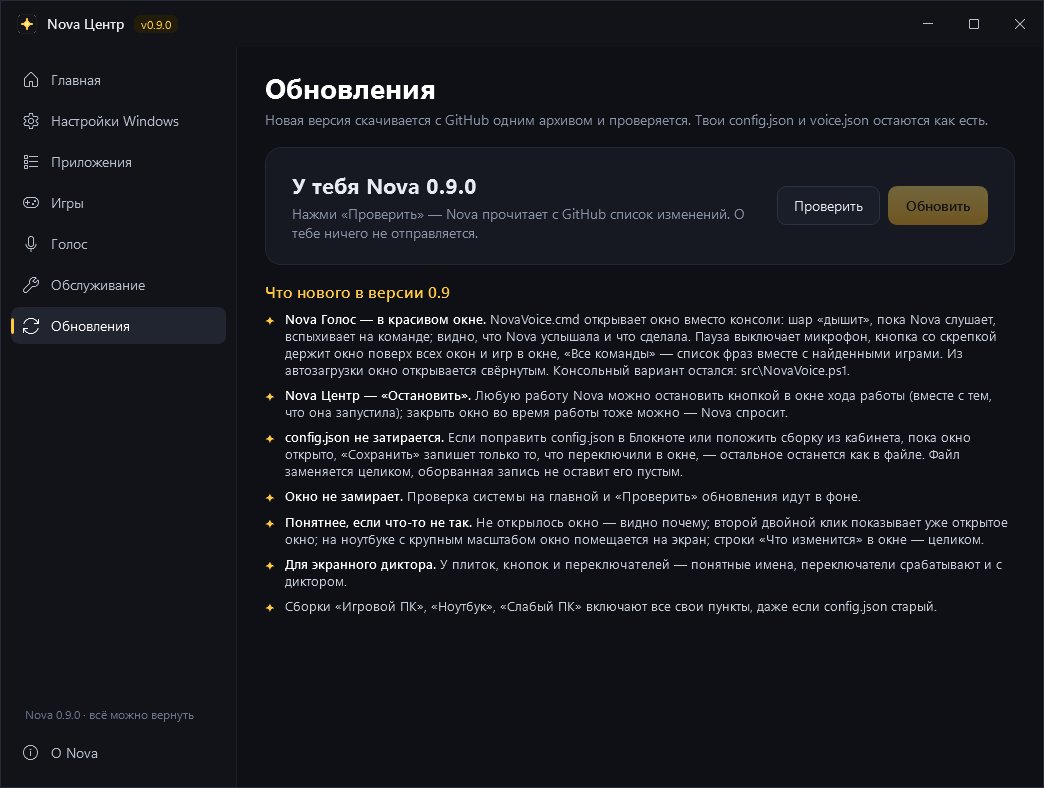 Nova Центр v0.9.0
Главная
Настройки Windows
Приложения
Игры
Голос
Обслуживание
Обновления
Nova 0.9.0 · всё можно вернуть
О Nova
Обновления
Новая версия скачивается с GitHub одним архивом и проверяется. Твои config.json и voice.json остаются как есть.
У тебя Nova 0.9.0
Нажми «Проверить» — Nova прочитает с GitHub список изменений. О
тебе ничего не отправляется.
Проверить
Обновить
Что нового в версии 0.9
Nova Голос — в красивом окне. NovaVoice.cmd открывает окно вместо консоли: шар «дышит», пока Nova слушает,
вспыхивает на команде; видно, что Nova услышала и что сделала. Пауза выключает микрофон, кнопка со скрепкой
держит окно поверх всех окон и игр в окне, «Все команды» — список фраз вместе с найденными играми. Из
автозагрузки окно открывается свёрнутым. Консольный вариант остался: src\NovaVoice.ps1.
Nova Центр — «Остановить». Любую работу Nova можно остановить кнопкой в окне хода работы (вместе с тем,
что она запустила); закрыть окно во время работы тоже можно — Nova спросит.
config.json не затирается. Если поправить config.json в Блокноте или положить сборку из кабинета, пока окно
открыто, «Сохранить» запишет только то, что переключили в окне, — остальное останется как в файле. Файл
заменяется целиком, оборванная запись не оставит его пустым.
Окно не замирает. Проверка системы на главной и «Проверить» обновления идут в фоне.
Понятнее, если что-то не так. Не открылось окно — видно почему; второй двойной клик показывает уже открытое
окно; на ноутбуке с крупным масштабом окно помещается на экран; строки «Что изменится» в окне — целиком.
Для экранного диктора. У плиток, кнопок и переключателей — понятные имена, переключатели срабатывают и с
диктором.
Сборки «Игровой ПК», «Ноутбук», «Слабый ПК» включают все свои пункты, даже если config.json старый.